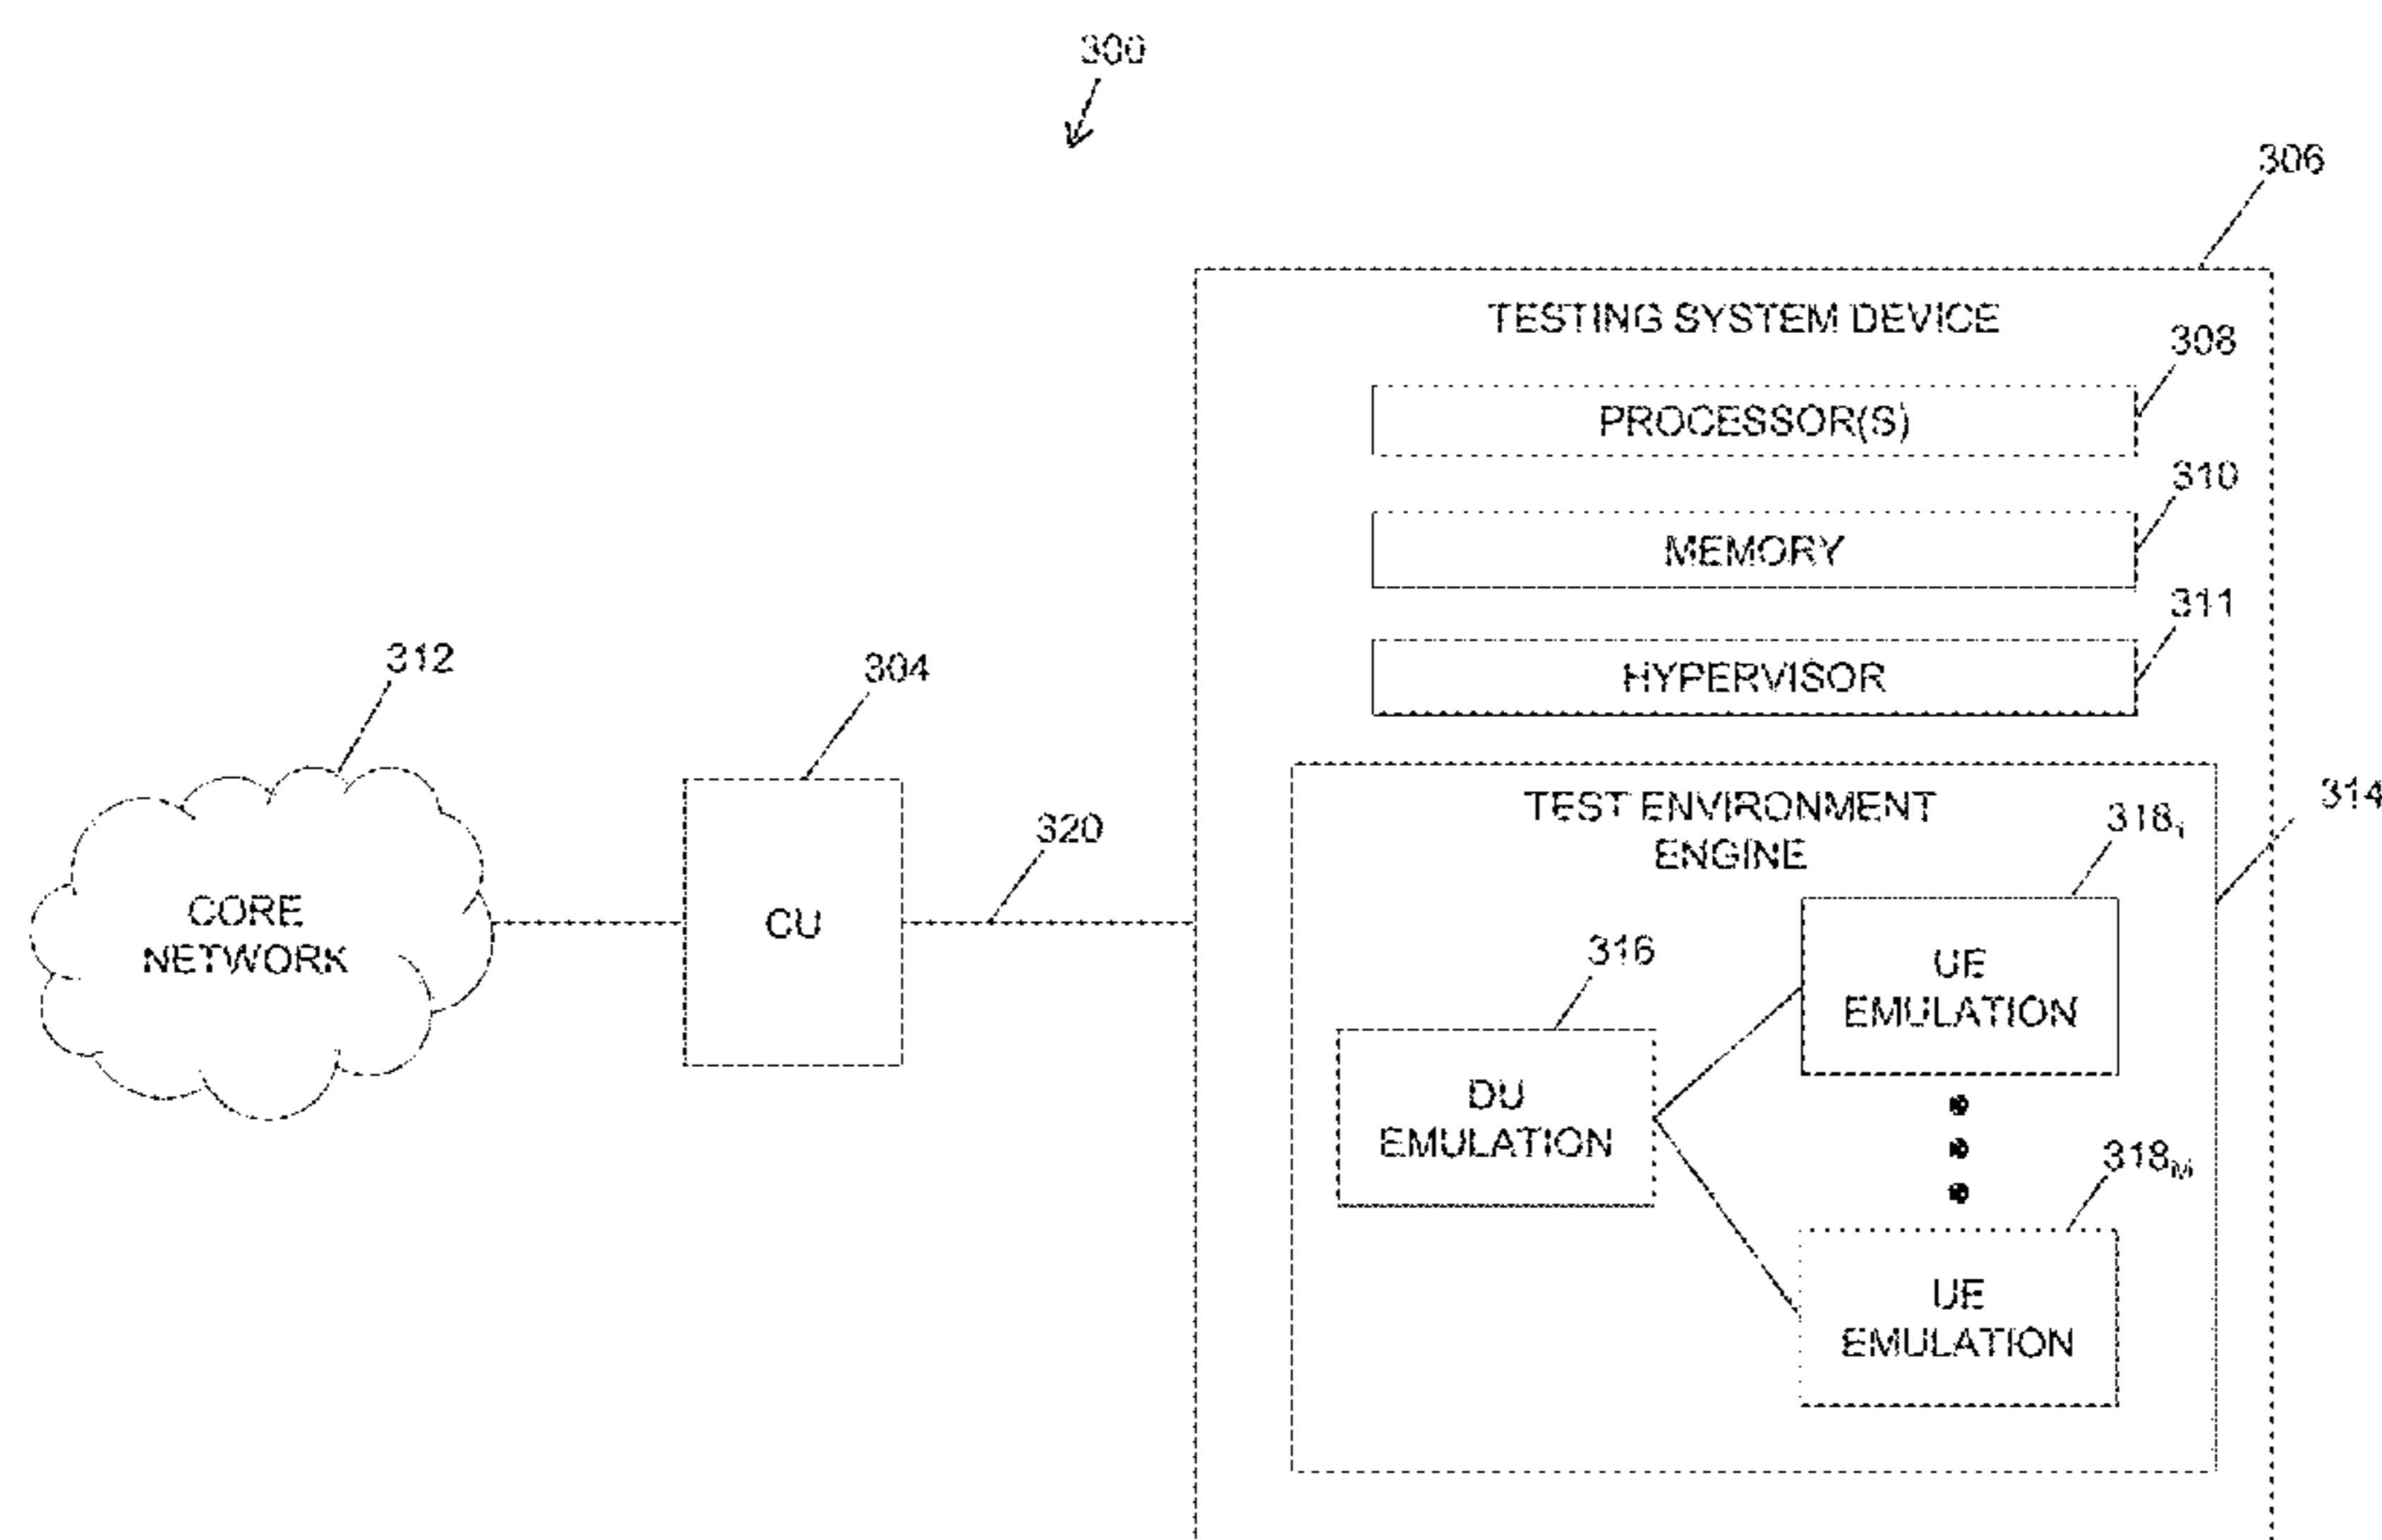 300
306
TESTING SYSTEM DEVICE
308
PROCESSOR(S)
310
MEMORY
311
HYPERVISOR
312
304
320
CORE
NETWORK
CU
314
TEST ENVIRONMENT
ENGINE
318₁
UE
EMULATION
316
DU
EMULATION
318M
UE
EMULATION